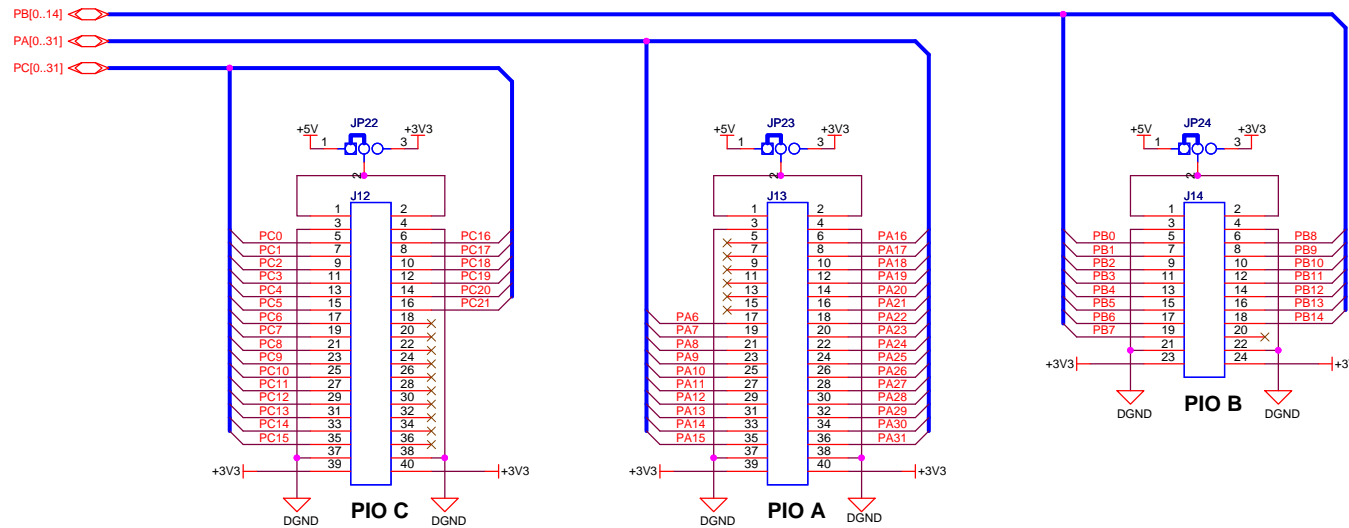 PB[0..14]
PA[0..31]
PC[0..31]
JP22
+5V 1 3 +3V3
2
J12
1 2
3 4
PC0 5 6 PC16
PC1 7 8 PC17
PC2 9 10 PC18
PC3 11 12 PC19
PC4 13 14 PC20
PC5 15 16 PC21
PC6 17 18
PC7 19 20
PC8 21 22
PC9 23 24
PC10 25 26
PC11 27 28
PC12 29 30
PC13 31 32
PC14 33 34
PC15 35 36
37 38
+3V3 39 40 +3V3
DGND DGND
PIO C
JP23
+5V 1 3 +3V3
2
J13
1 2
3 4
5 6 PA16
7 8 PA17
9 10 PA18
11 12 PA19
13 14 PA20
15 16 PA21
PA6 17 18 PA22
PA7 19 20 PA23
PA8 21 22 PA24
PA9 23 24 PA25
PA10 25 26 PA26
PA11 27 28 PA27
PA12 29 30 PA28
PA13 31 32 PA29
PA14 33 34 PA30
PA15 35 36 PA31
37 38
+3V3 39 40 +3V3
DGND DGND
PIO A
JP24
+5V 1 3 +3V3
2
J14
1 2
3 4
PB0 5 6 PB8
PB1 7 8 PB9
PB2 9 10 PB10
PB3 11 12 PB11
PB4 13 14 PB12
PB5 15 16 PB13
PB6 17 18 PB14
PB7 19 20
21 22
+3V3 23 24 +3
DGND DGND
PIO B